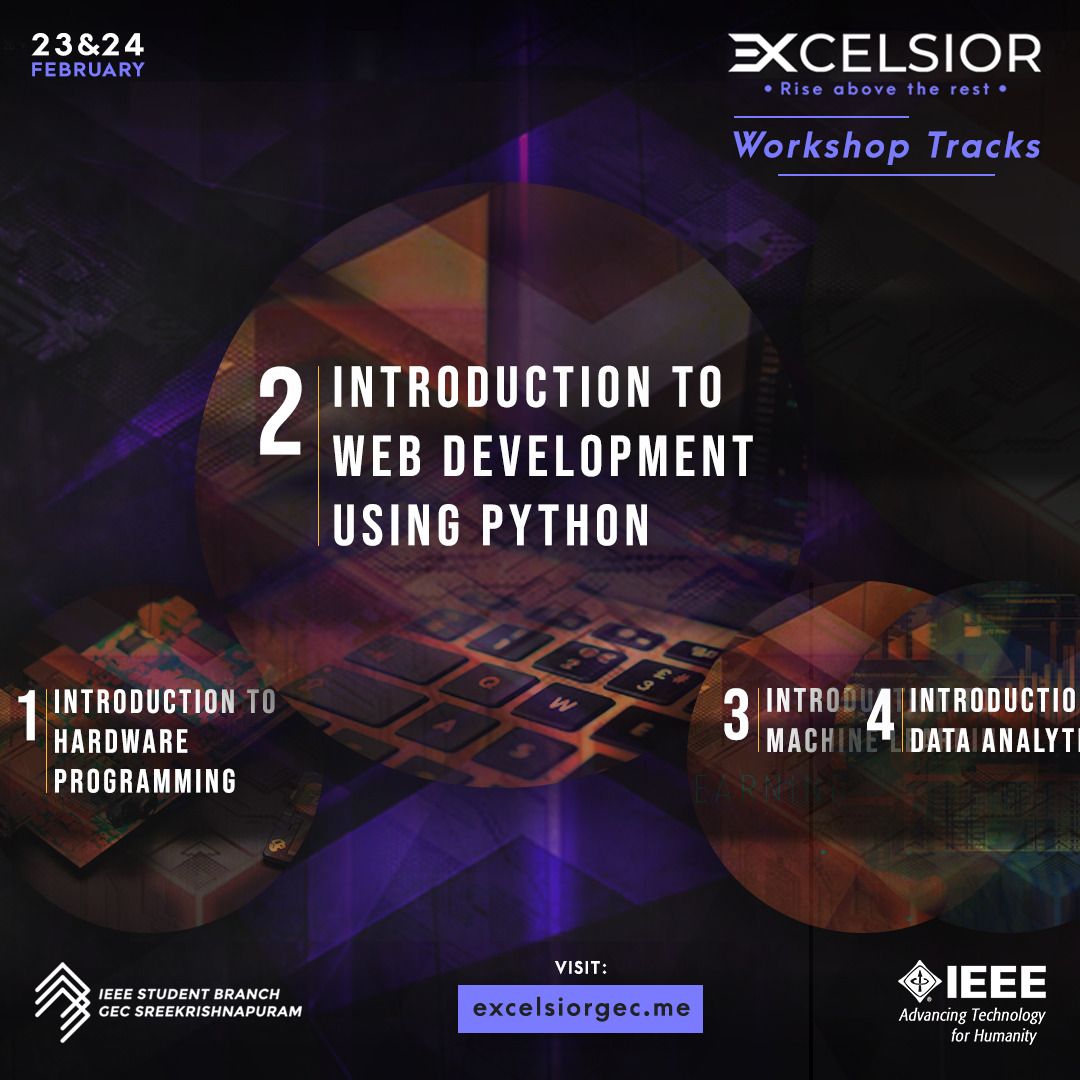 23&24
FEBRUARY
EXCELSIOR
• Rise above the rest •
Workshop Tracks
2
INTRODUCTION TO
WEB DEVELOPMENT
USING PYTHON
1
INTRODUCTION TO
HARDWARE
PROGRAMMING
3
MACHINE
4
INTRODUCTIO
DATA ANALYTI
VISIT:
excelsiorgec.me
IEEE STUDENT BRANCH
GEC SREEKRISHNAPURAM
IEEE
Advancing Technology
for Humanity